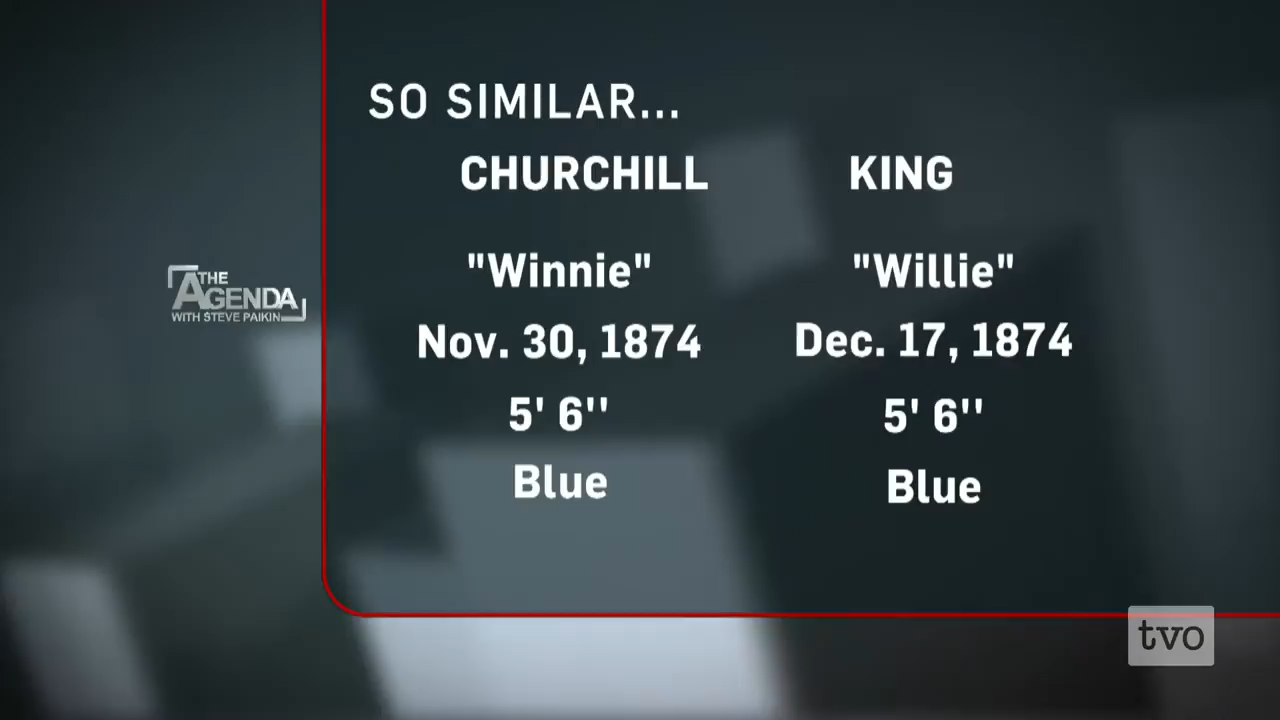 SO SIMILAR...
CHURCHILL KING
"Winnie" "Willie"
Nov. 30, 1874 Dec. 17, 1874
5' 6'' 5' 6''
Blue Blue
THE
AGENDA
WITH STEVE PAIKIN
tvo